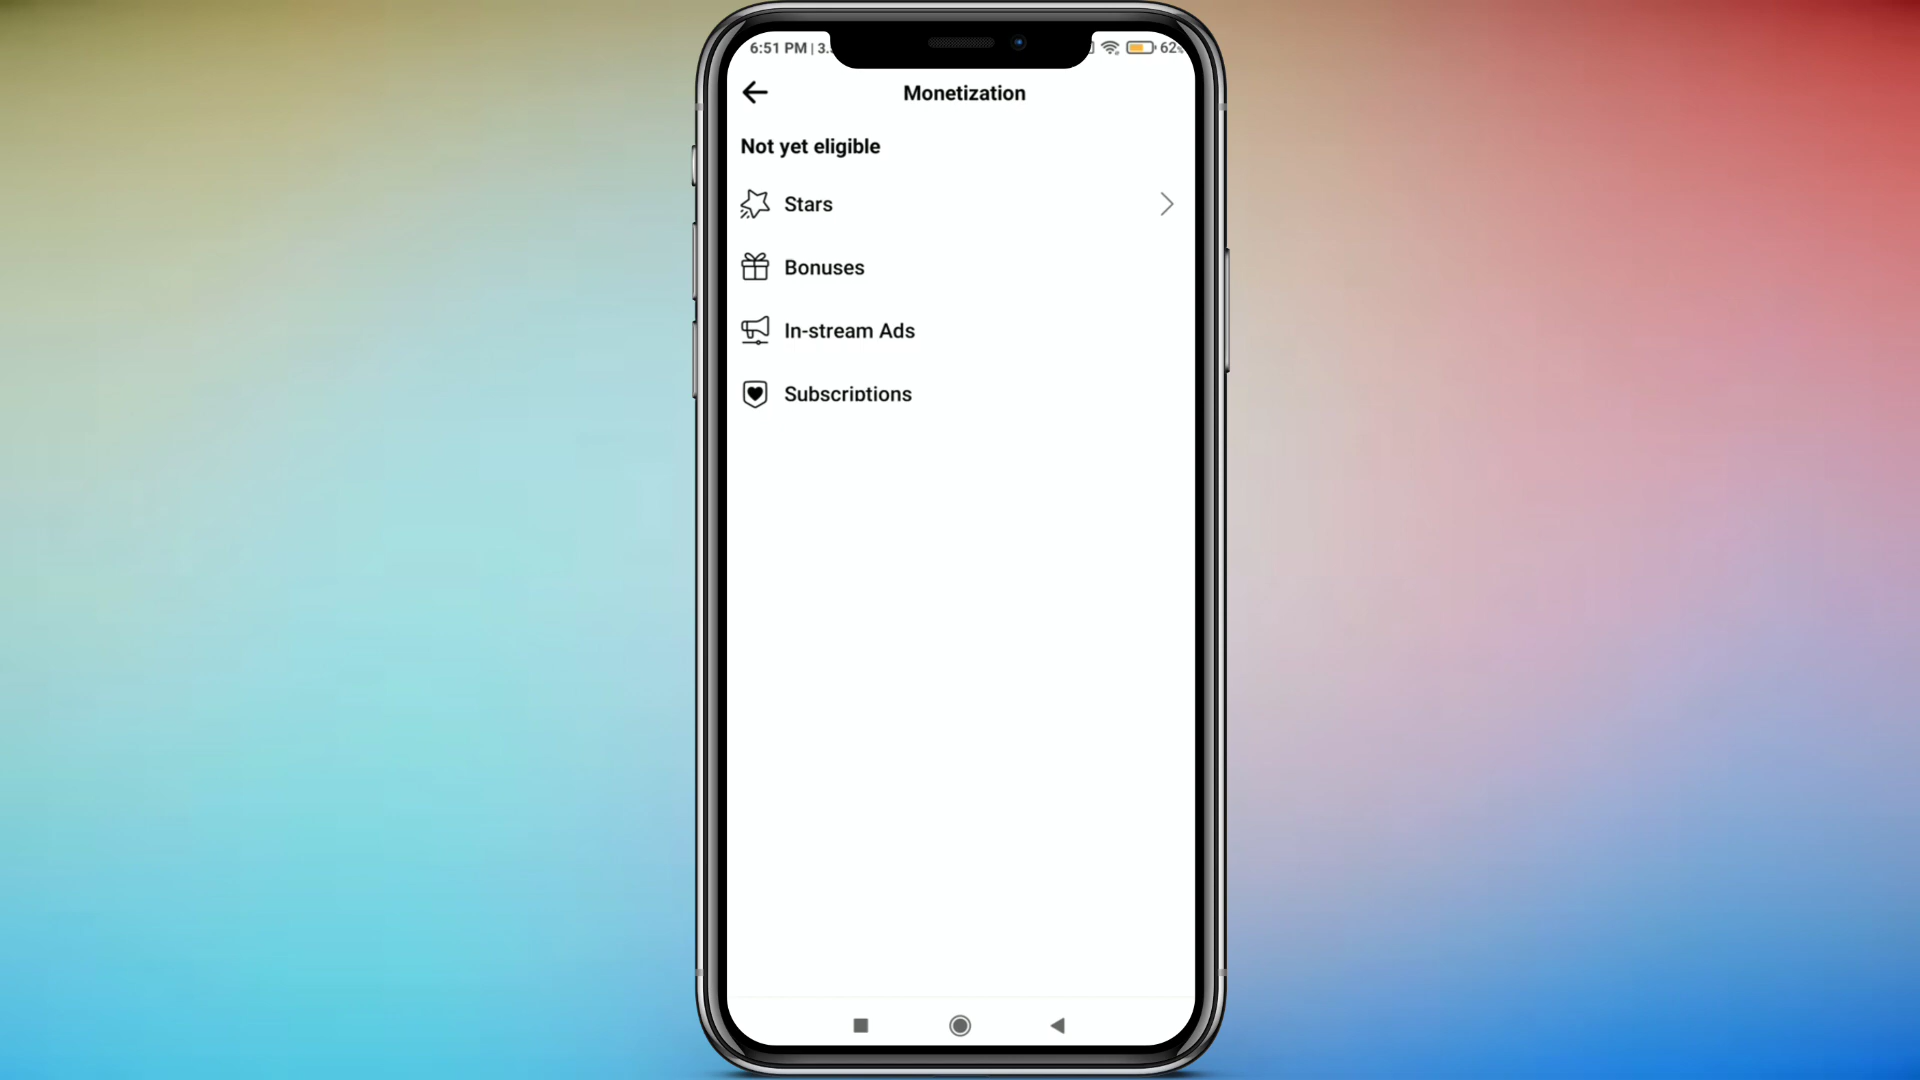 6:51 PM | 3.
62
Monetization
Not yet eligible
Stars
Bonuses
In-stream Ads
Subscriptions